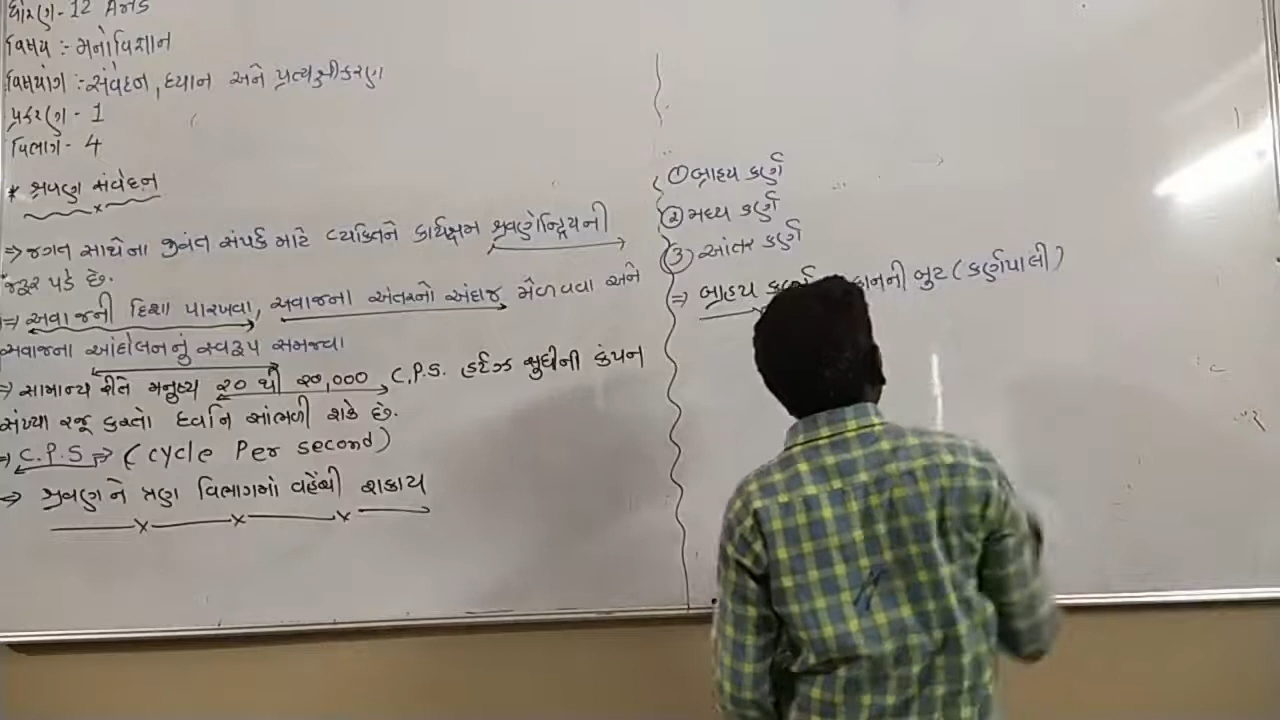 ધોરણ - 12 Arts
વિષય :- મનોવિજ્ઞાન
વિષયાંગ :- સંવેદન, ધ્યાન અને પ્રત્યક્ષીકરણ
પ્રકરણ - 1
વિભાગ - 4
* શ્રવણ સંવેદન
⇒ જગત સાથેના જીવંત સંપર્ક માટે વ્યક્તિને કાર્યક્ષમ શ્રવણેન્દ્રિયની
જરૂર પડે છે.
⇒ અવાજની દિશા પારખવા, અવાજના અંતરનો અંદાજ મેળવવા અને
અવાજના આંદોલનનું સ્વરૂપ સમજવા
⇒ સામાન્ય રીતે મનુષ્ય ૨૦ થી ૨૦,000 C.P.S. હર્ટઝ સુધીની કંપન
સંખ્યા રજૂ કરતો ધ્વનિ સાંભળી શકે છે.
⇒ C.P.S ⇒ (cycle Per second)
⇒ શ્રવણ ને ત્રણ વિભાગમાં વહેંચી શકાય
① બાહ્ય કર્ણ
② મધ્ય કર્ણ
③ આંતર કર્ણ
⇒ બાહ્ય કર્ણ કાનની બુટ (કર્ણપાલી)